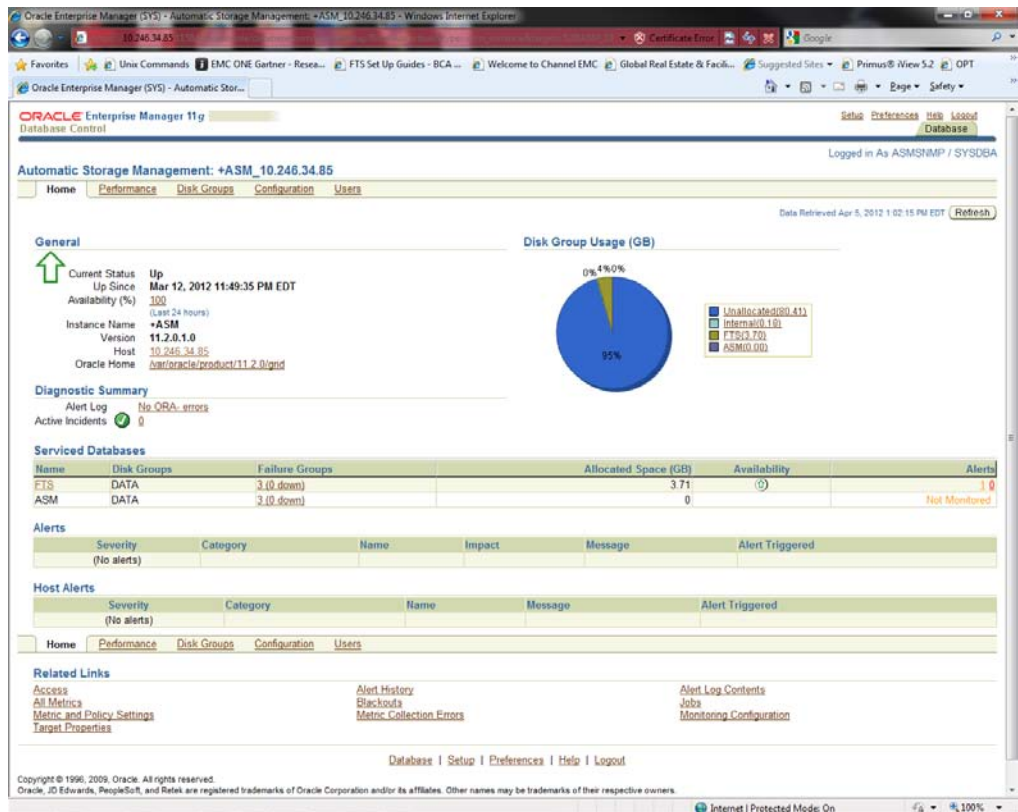 Oracle Enterprise Manager (SYS) - Automatic Storage Management: +ASM_10.246.34.85 - Windows Internet Explorer
10.246.34.85
Certificate Error
Google
Favorites Unix Commands EMC ONE Gartner - Resea... FTS Set Up Guides - BCA ... Welcome to Channel EMC Global Real Estate & Facili... Suggested Sites Primus® iView 5.2 OPT
Oracle Enterprise Manager (SYS) - Automatic Stor...
Page Safety
ORACLE Enterprise Manager 11g
Database Control
Setup Preferences Help Logout
Database
Logged in As ASMSNMP / SYSDBA
Automatic Storage Management: +ASM_10.246.34.85
Home Performance Disk Groups Configuration Users
Data Retrieved Apr 5, 2012 1:02:15 PM EDT Refresh
General
Current Status Up
Up Since Mar 12, 2012 11:49:35 PM EDT
Availability (%) 100
(Last 24 hours)
Instance Name +ASM
Version 11.2.0.1.0
Host 10.246.34.85
Oracle Home /var/oracle/product/11.2.0/grid
Disk Group Usage (GB)
0% 4% 0%
95%
Unallocated(80.41)
Internal(0.10)
FTS(3.70)
ASM(0.00)
Diagnostic Summary
Alert Log No ORA- errors
Active Incidents 0
Serviced Databases
Name Disk Groups Failure Groups Allocated Space (GB) Availability Alerts
FTS DATA 3 (0 down) 3.71 1 0
ASM DATA 3 (0 down) 0 Not Monitored
Alerts
Severity Category Name Impact Message Alert Triggered
(No alerts)
Host Alerts
Severity Category Name Message Alert Triggered
(No alerts)
Home Performance Disk Groups Configuration Users
Related Links
Access Alert History Alert Log Contents
All Metrics Blackouts Jobs
Metric and Policy Settings Metric Collection Errors Monitoring Configuration
Target Properties
Database | Setup | Preferences | Help | Logout
Copyright © 1996, 2009, Oracle. All rights reserved.
Oracle, JD Edwards, PeopleSoft, and Retek are registered trademarks of Oracle Corporation and/or its affiliates. Other names may be trademarks of their respective owners.
Internet | Protected Mode: On 100%